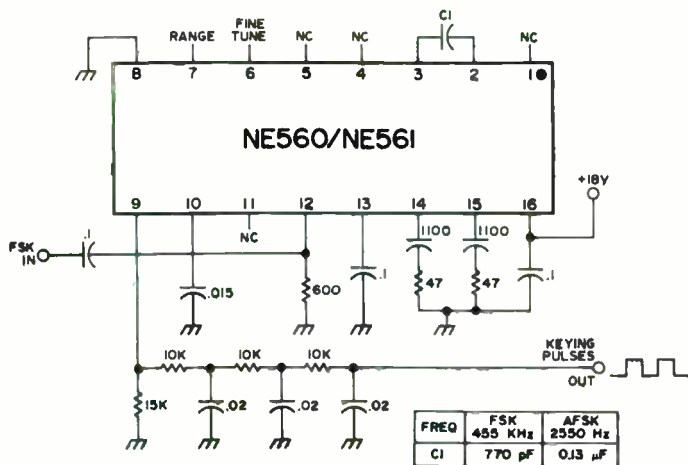 C1
RANGE
FINE TUNE
NC
NC
NC
8 7 6 5 4 3 2 1
NE560/NE561
9 10 11 12 13 14 15 16
NC
+18V
FSK IN
.1
.015
600
.1
1100
47
1100
47
.1
10K 10K 10K
KEYING PULSES OUT
15K
.02 .02 .02
FREQ FSK 455 KHz AFSK 2550 Hz
C1 770 pF 0.13 µF